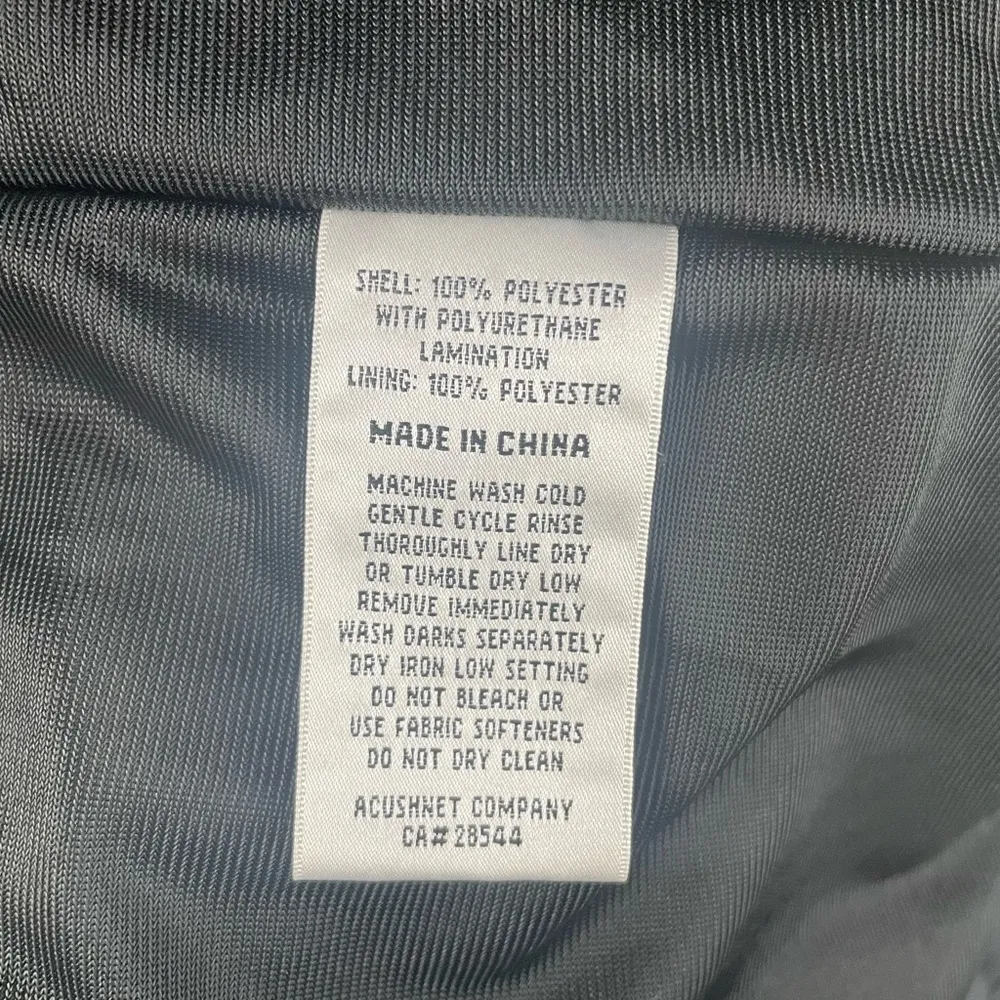 SHELL: 100% POLYESTER
WITH POLYURETHANE
LAMINATION
LINING: 100% POLYESTER
MADE IN CHINA
MACHINE WASH COLD
GENTLE CYCLE RINSE
THOROUGHLY LINE DRY
OR TUMBLE DRY LOW
REMOVE IMMEDIATELY
WASH DARKS SEPARATELY
DRY IRON LOW SETTING
DO NOT BLEACH OR
USE FABRIC SOFTENERS
DO NOT DRY CLEAN
ACUSHNET COMPANY
CA# 28544